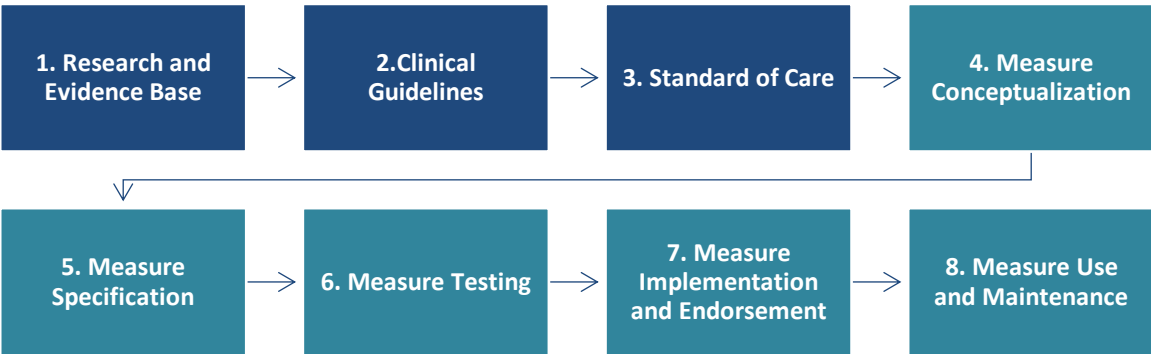 1. Research and
Evidence Base
2.Clinical
Guidelines
3. Standard of Care
4. Measure
Conceptualization
5. Measure
Specification
6. Measure Testing
7. Measure
Implementation
and Endorsement
8. Measure Use
and Maintenance